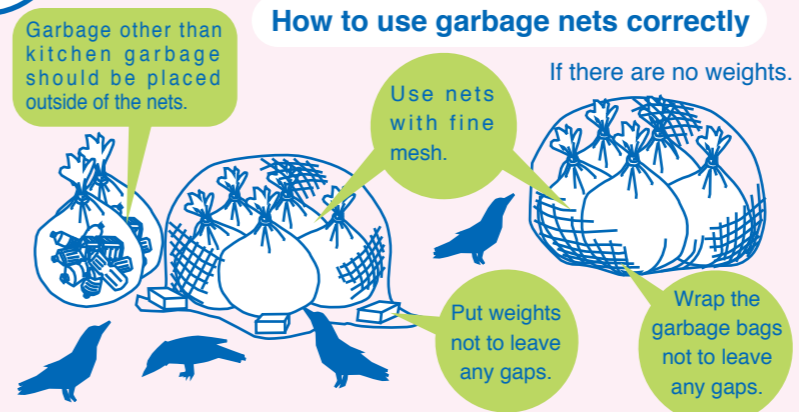 How to use garbage nets correctly
Garbage other than
kitchen garbage
should be placed
outside of the nets.
Use nets
with fine
mesh.
If there are no weights.
Put weights
not to leave
any gaps.
Wrap the
garbage bags
not to leave
any gaps.